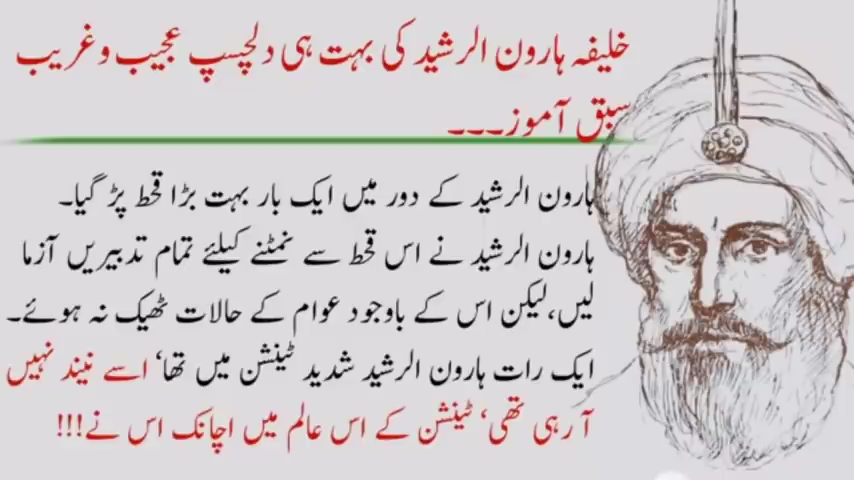 خلیفہ ہارون الرشید کی بہت ہی دلچسپ عجیب و غریب
سبق آموز۔۔۔
ہارون الرشید کے دور میں ایک بار بہت بڑا قحط پڑ گیا۔
ہارون الرشید نے اس قحط سے نمٹنے کیلئے تمام تدبیریں آزما
لیں،لیکن اس کے باوجود عوام کے حالات ٹھیک نہ ہوئے۔
ایک رات ہارون الرشید شدید ٹینشن میں تھا‘ اسے نیند نہیں
آ رہی تھی‘ ٹینشن کے اس عالم میں اچانک اس نے!!!